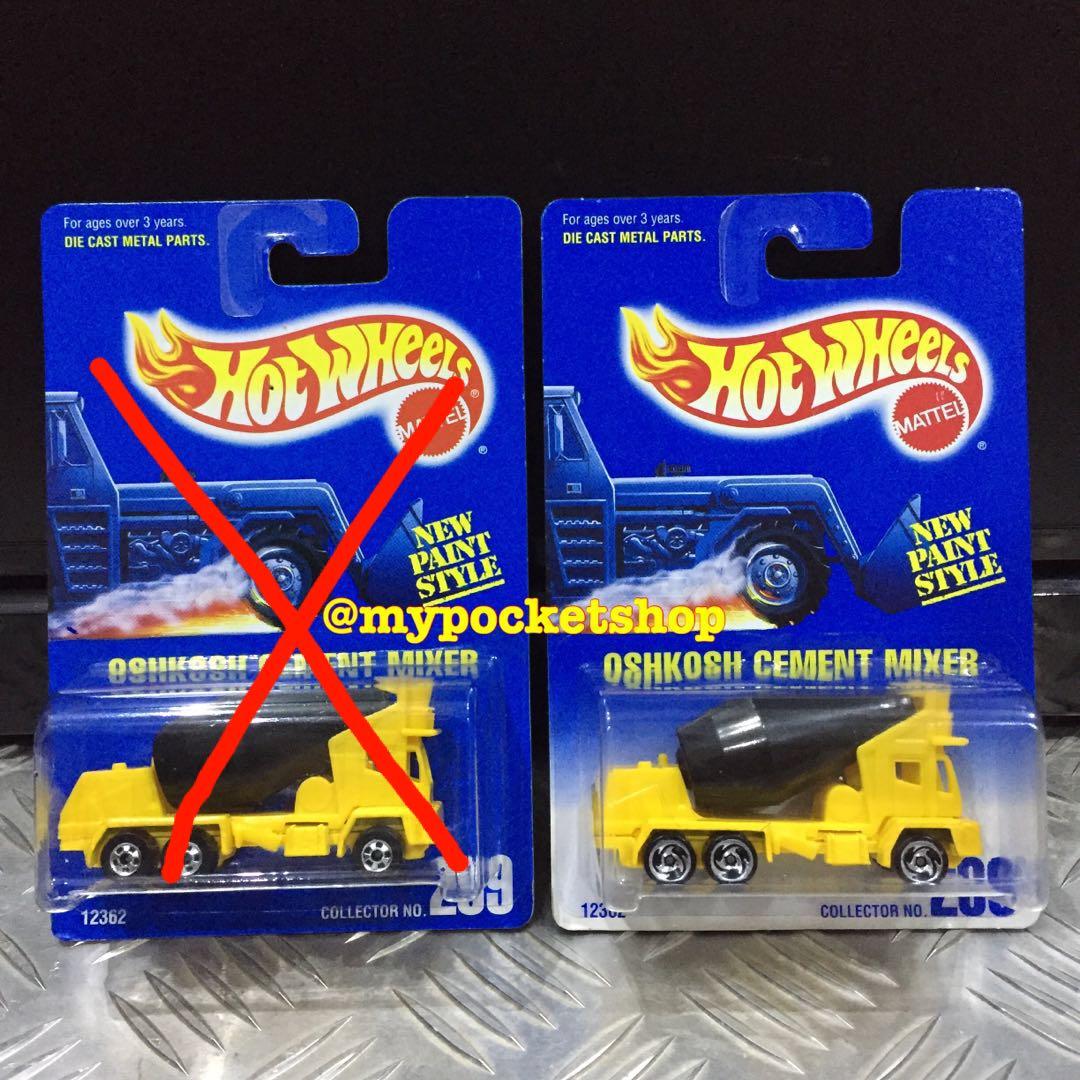 For ages over 3 years.
DIE CAST METAL PARTS.
HOT WHEELS
®
MATTEL
®
NEW
PAINT
STYLE
OSHKOSH CEMENT MIXER
12362
COLLECTOR NO. 239
For ages over 3 years.
DIE CAST METAL PARTS.
HOT WHEELS
MATTEL
®
NEW
PAINT
STYLE
OSHKOSH CEMENT MIXER
COLLECTOR NO.
@mypocketshop